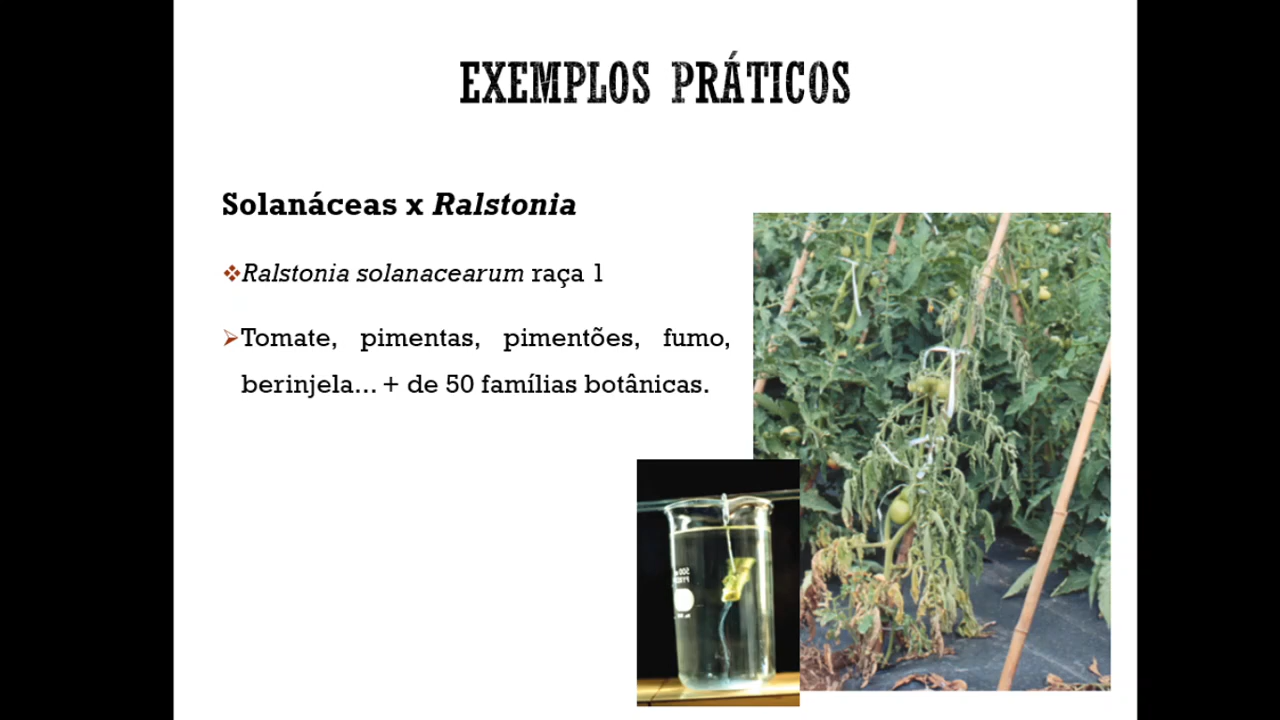 EXEMPLOS PRÁTICOS
Solanáceas x Ralstonia
❖Ralstonia solanacearum raça 1
➢Tomate, pimentas, pimentões, fumo,
berinjela... + de 50 famílias botânicas.